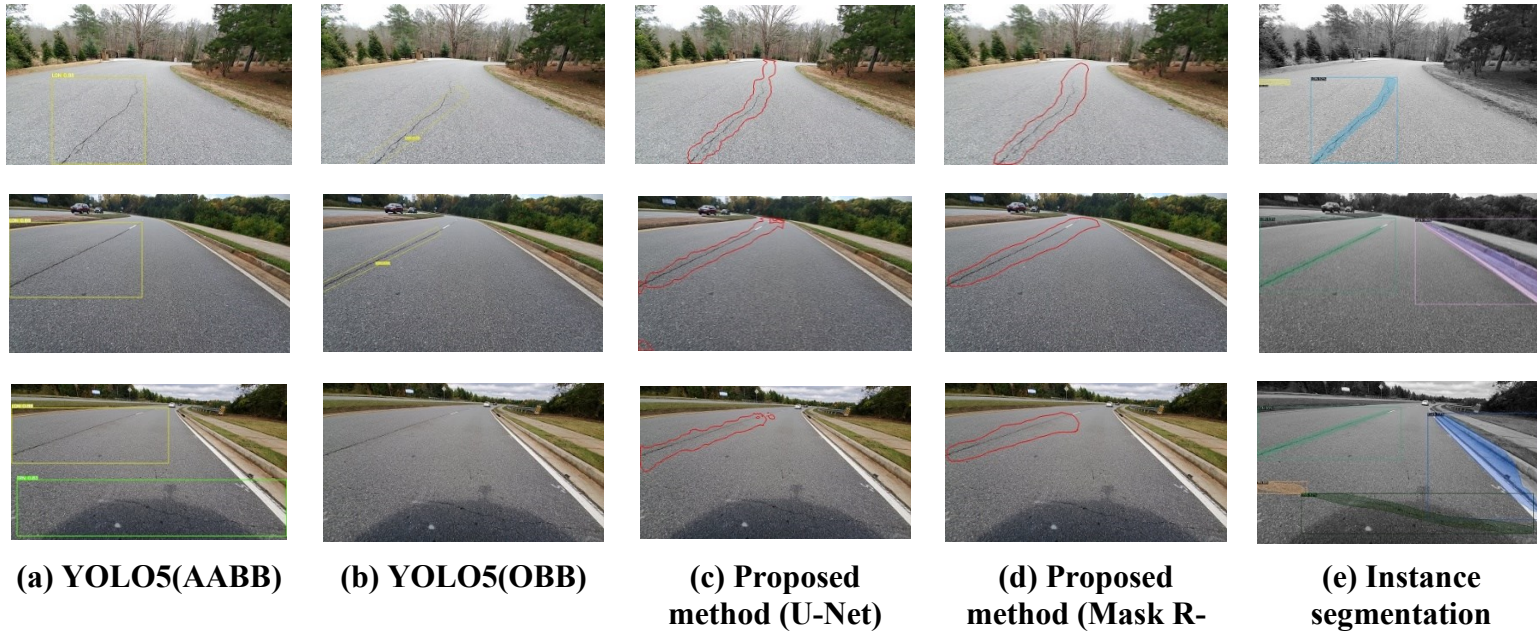 (a) YOLO5(AABB)
(b) YOLO5(OBB)
(c) Proposed
method (U-Net)
(d) Proposed
method (Mask R-
(e) Instance
segmentation